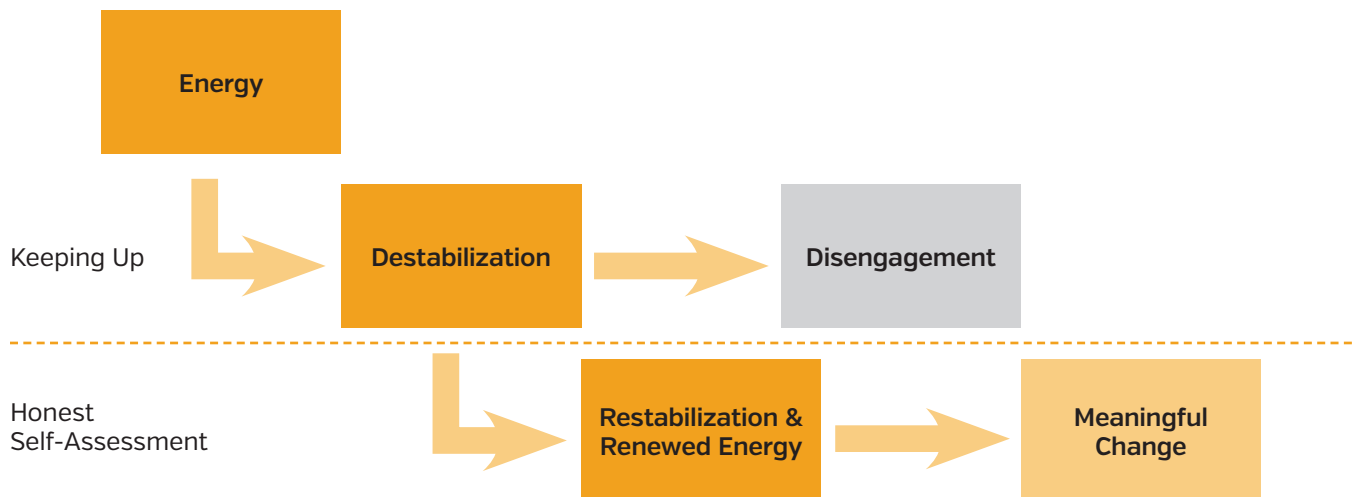 Energy
Keeping Up
Destabilization
Disengagement
Honest
Self-Assessment
Restabilization &
Renewed Energy
Meaningful
Change